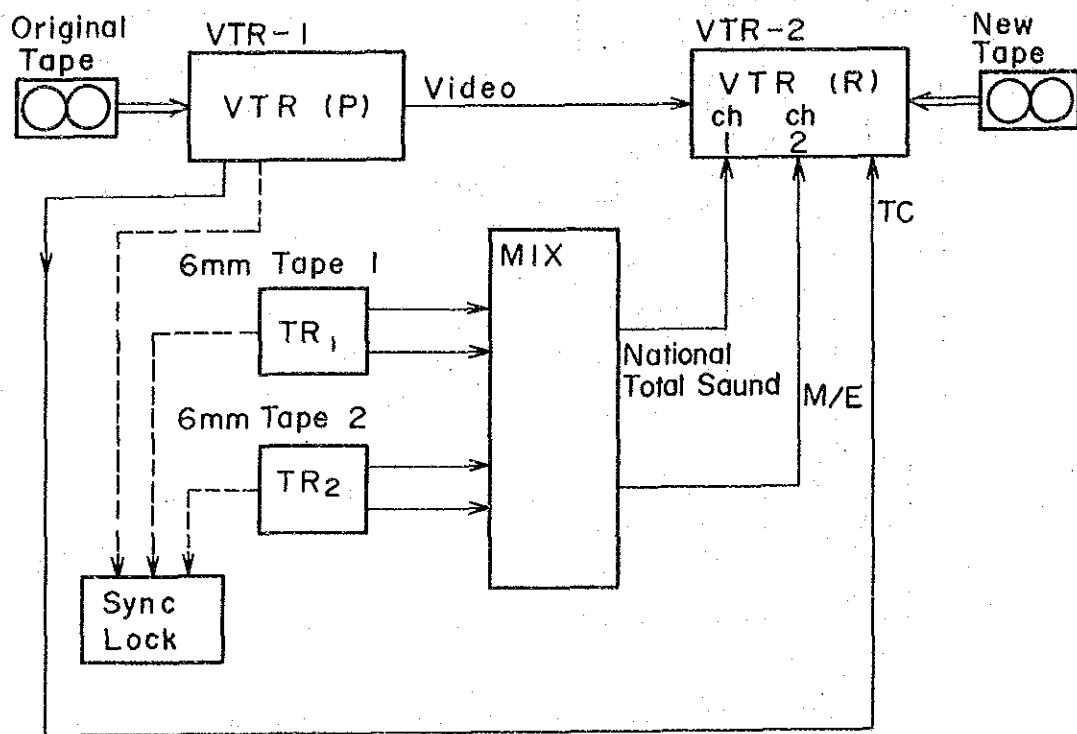 Original
Tape
VTR-1
VTR (P)
Video
VTR-2
VTR (R)
ch
1
ch
2
New
Tape
TC
6mm Tape 1
TR1
MIX
National
Total Saund
M/E
6mm Tape 2
TR2
Sync
Lock